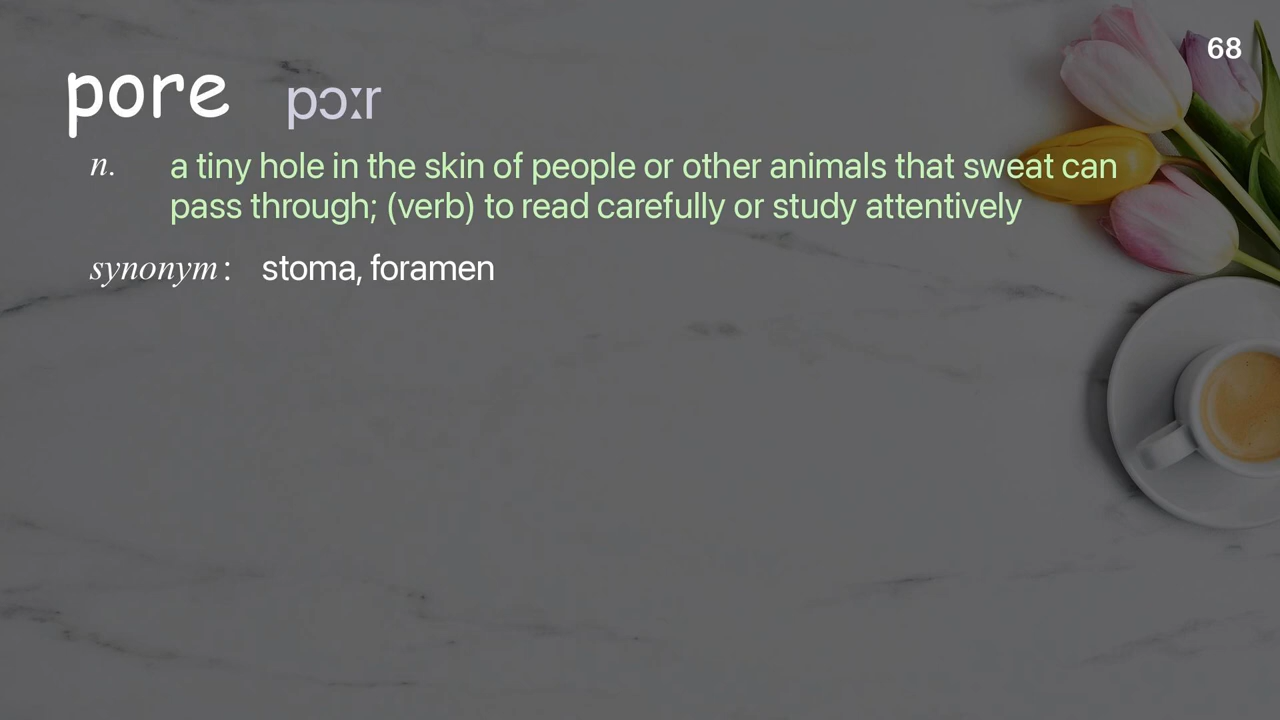 68
pore pɔːr
n. a tiny hole in the skin of people or other animals that sweat can
pass through; (verb) to read carefully or study attentively
synonym: stoma, foramen